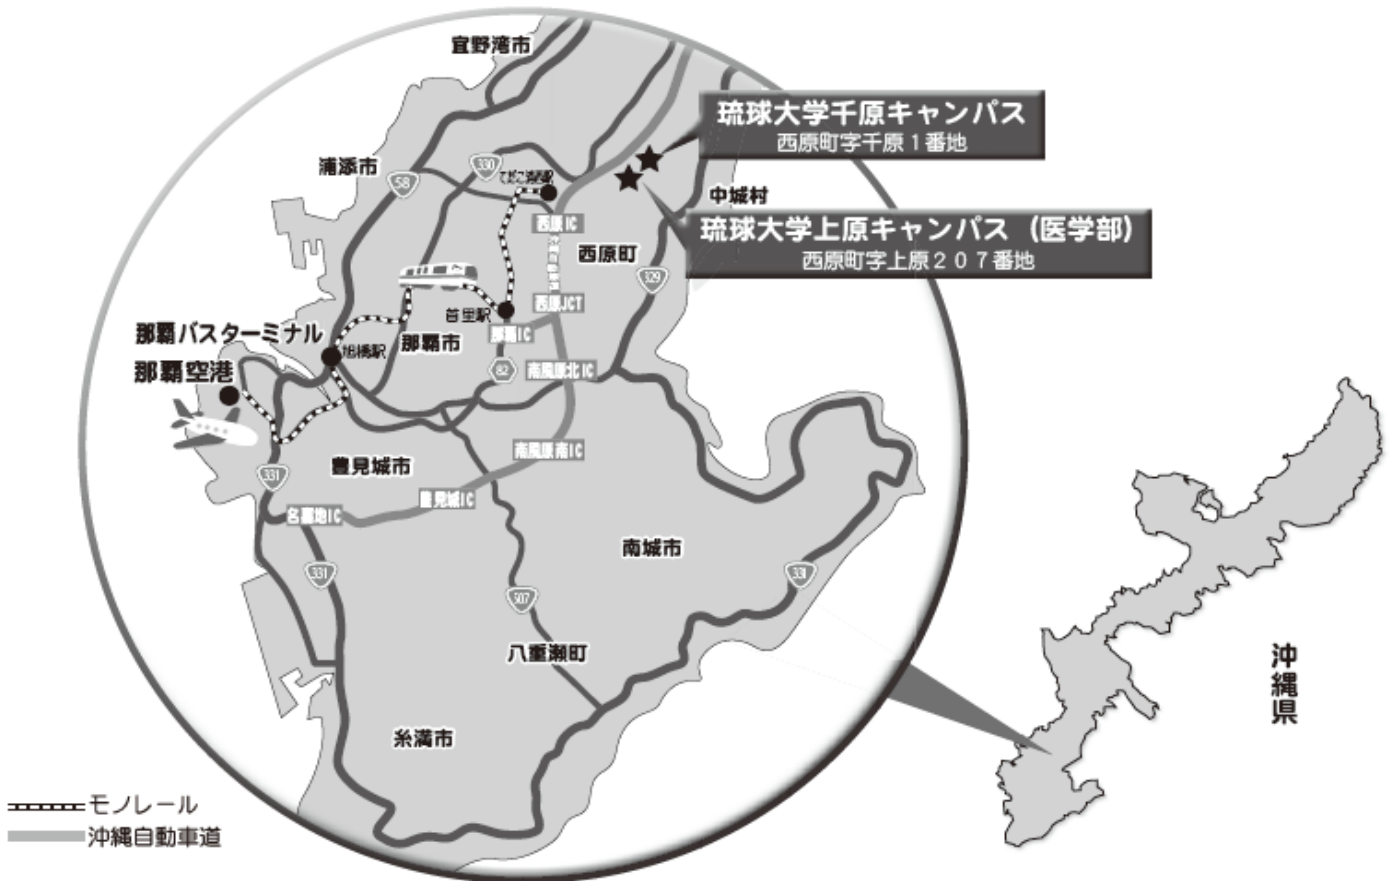 宜野湾市
琉球大学千原キャンパス
西原町字千原1番地
浦添市
330
58
てだこ浦西駅
中城村
琉球大学上原キャンパス（医学部）
西原町字上原207番地
西原IC
西原町
329
西原JCT
首里駅
那覇IC
那覇バスターミナル
旭橋駅
那覇市
那覇空港
82
南風原北IC
南風原南IC
豊見城市
331
豊見城IC
名嘉地IC
南城市
331
331
507
八重瀬町
沖縄県
糸満市
モノレール
沖縄自動車道